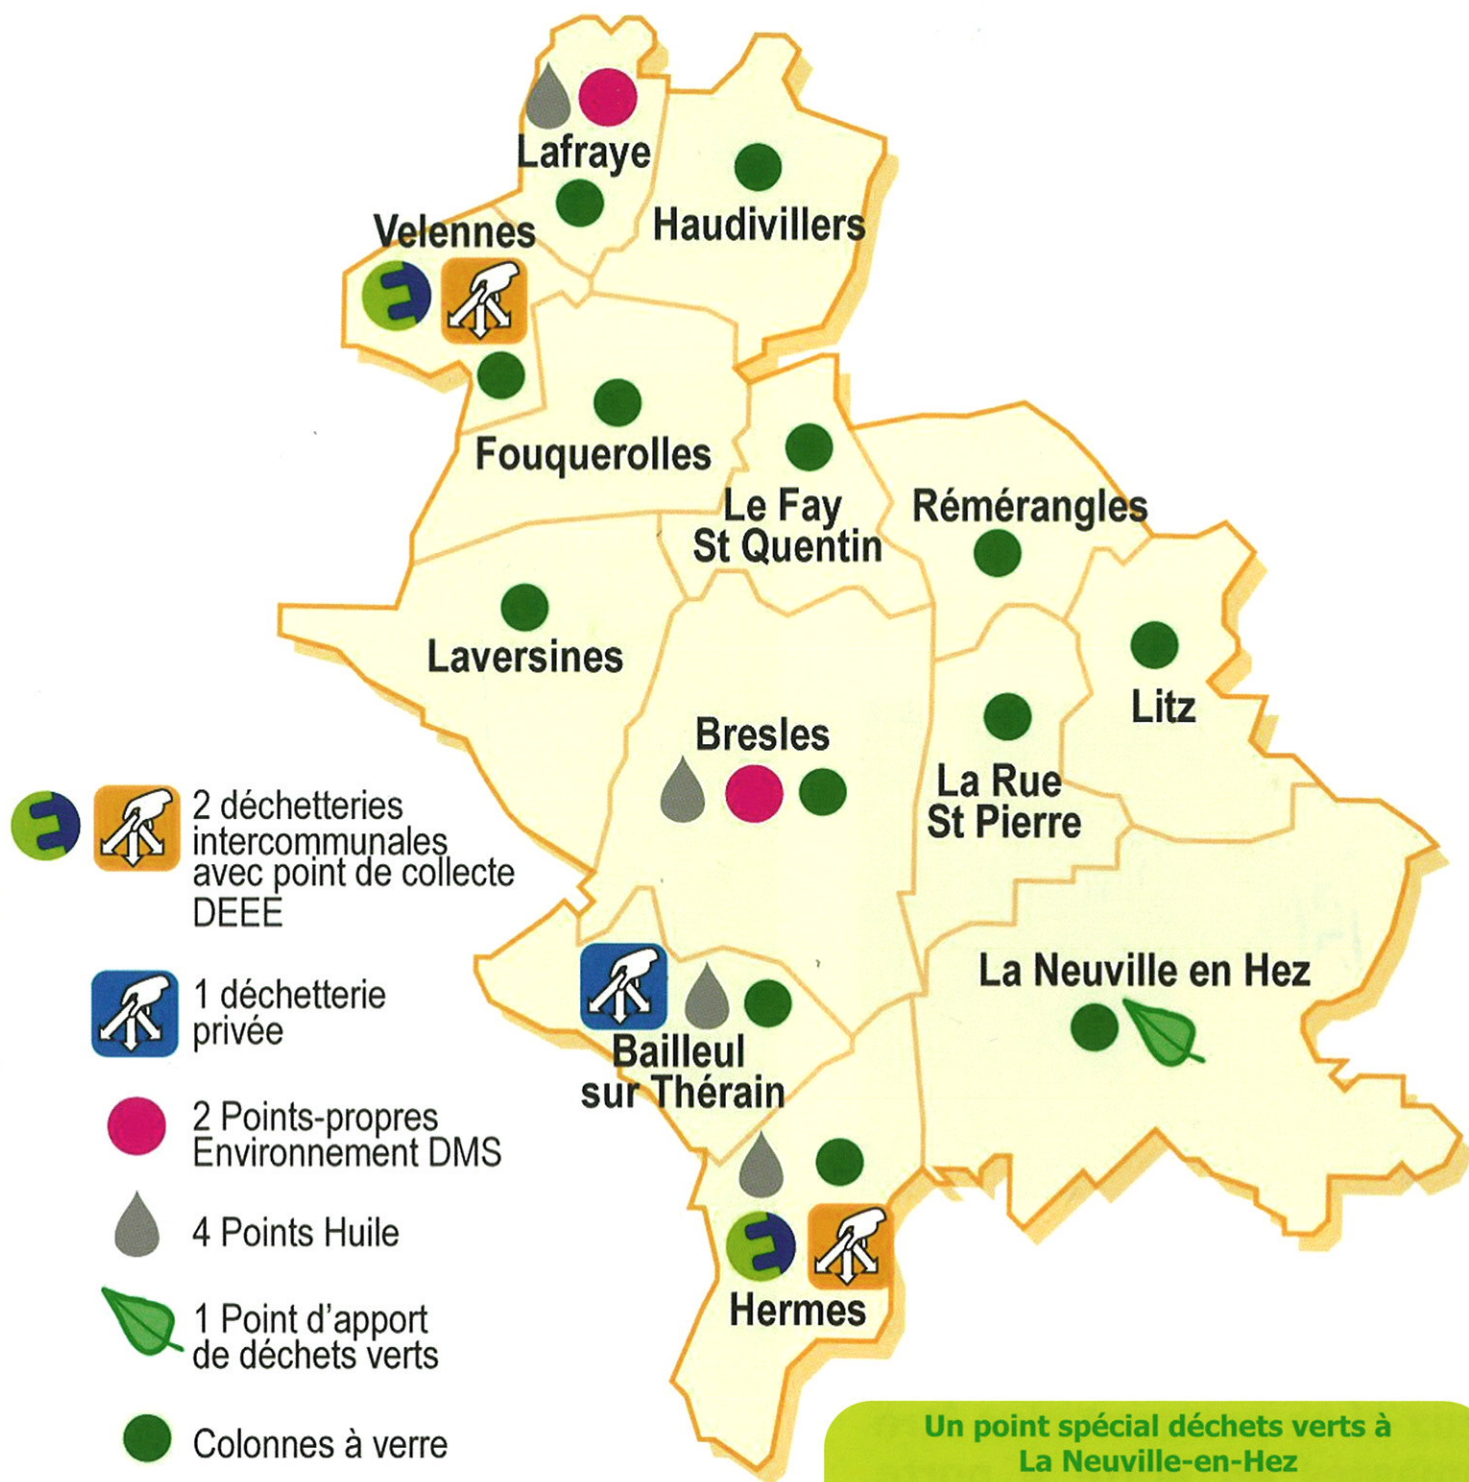 Lafraye
Haudivillers
Velennes
Fouquerolles
Le Fay
St Quentin
Rémérangles
Laversines
Litz
Bresles
La Rue
St Pierre
La Neuville en Hez
Bailleul
sur Thérain
Hermes
2 déchetteries
intercommunales
avec point de collecte
DEEE
1 déchetterie
privée
2 Points-propres
Environnement DMS
4 Points Huile
1 Point d'apport
de déchets verts
Colonnes à verre
Un point spécial déchets verts à
La Neuville-en-Hez